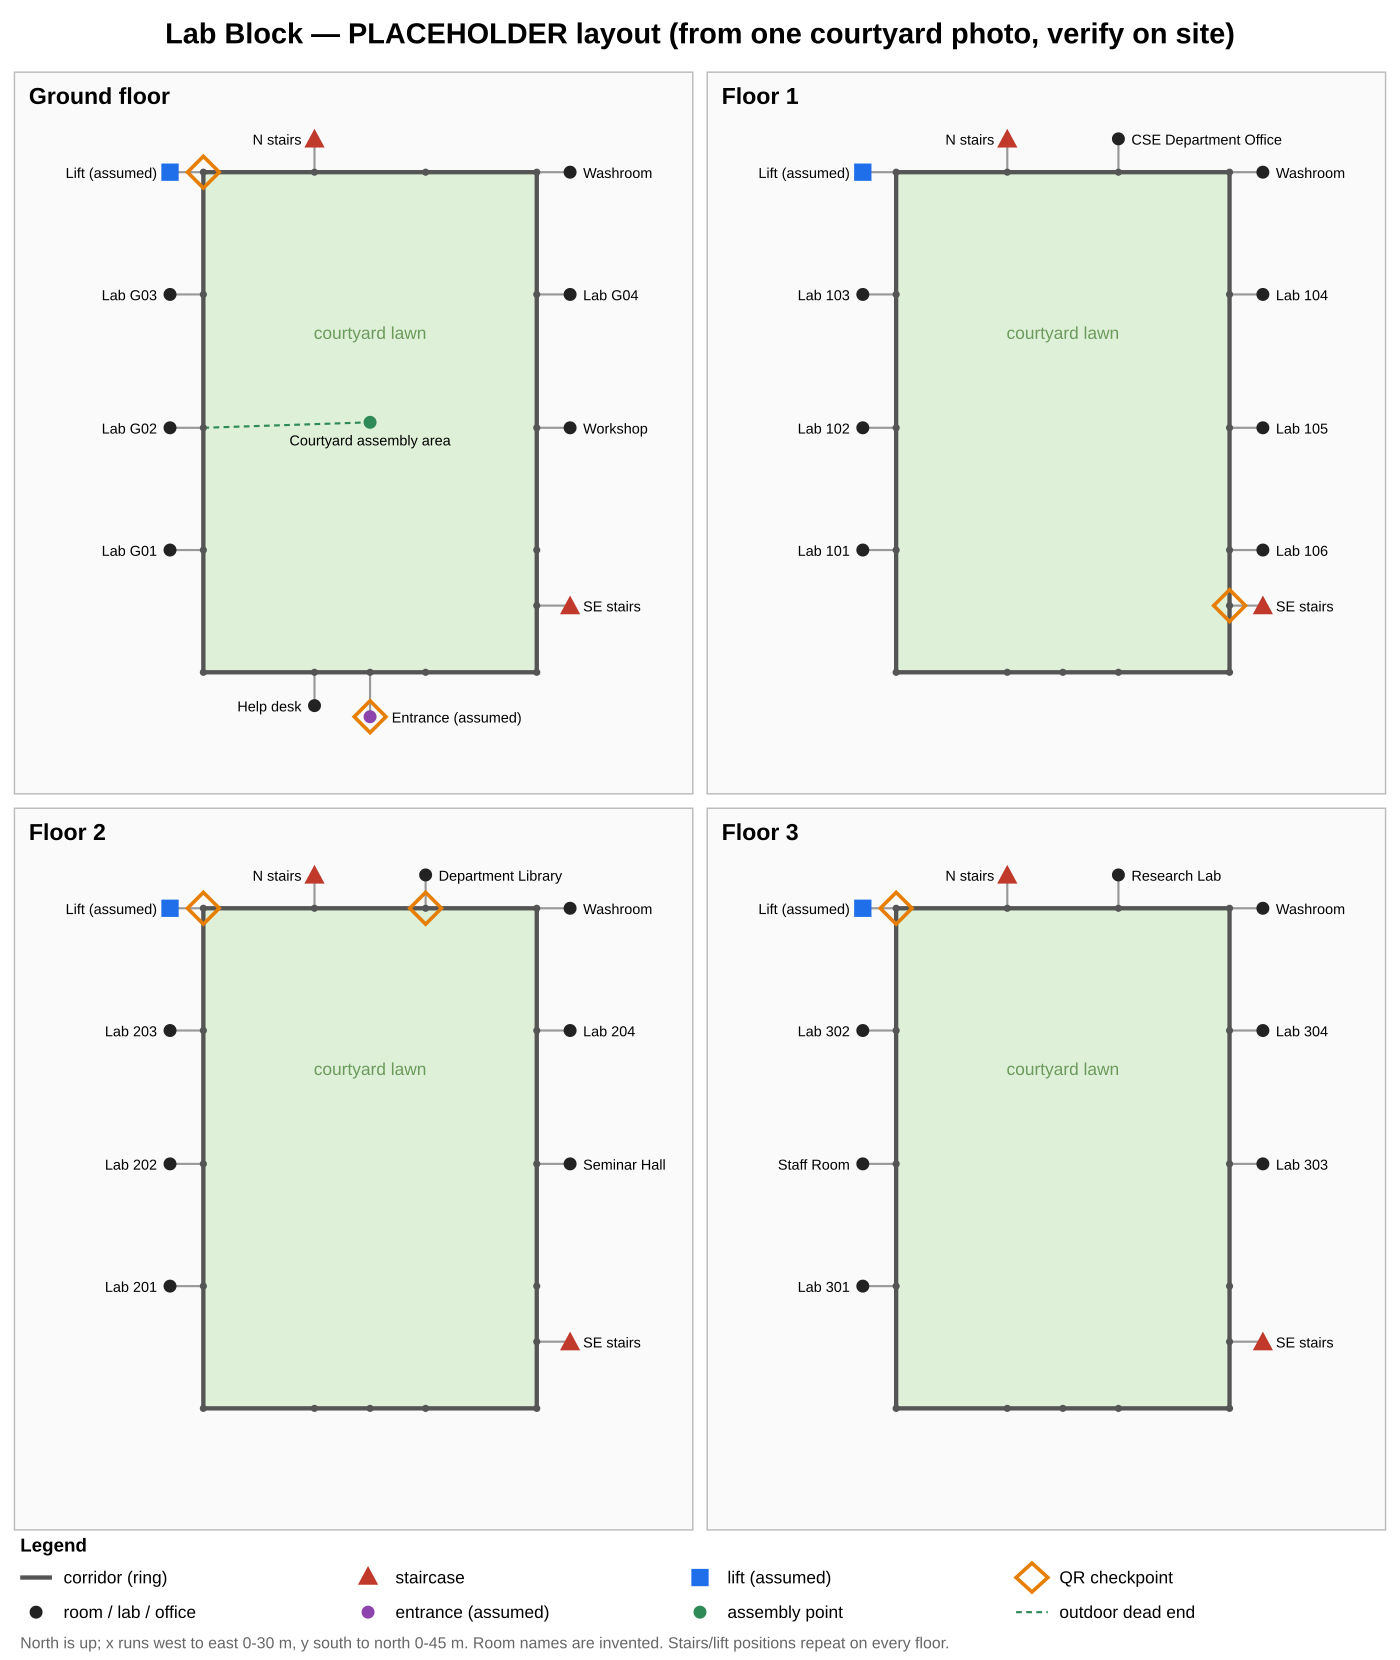 Lab Block — PLACEHOLDER layout (from one courtyard photo, verify on site)
Ground floor
N stairs
Lift (assumed)
Washroom
Lab G03
Lab G04
courtyard lawn
Lab G02
Workshop
Courtyard assembly area
Lab G01
SE stairs
Help desk
Entrance (assumed)
Floor 1
N stairs
CSE Department Office
Lift (assumed)
Washroom
Lab 103
Lab 104
courtyard lawn
Lab 102
Lab 105
Lab 101
Lab 106
SE stairs
Floor 2
N stairs
Department Library
Lift (assumed)
Washroom
Lab 203
Lab 204
courtyard lawn
Lab 202
Seminar Hall
Lab 201
SE stairs
Floor 3
N stairs
Research Lab
Lift (assumed)
Washroom
Lab 302
Lab 304
courtyard lawn
Staff Room
Lab 303
Lab 301
SE stairs
Legend
corridor (ring)
staircase
lift (assumed)
QR checkpoint
room / lab / office
entrance (assumed)
assembly point
outdoor dead end
North is up; x runs west to east 0-30 m, y south to north 0-45 m. Room names are invented. Stairs/lift positions repeat on every floor.